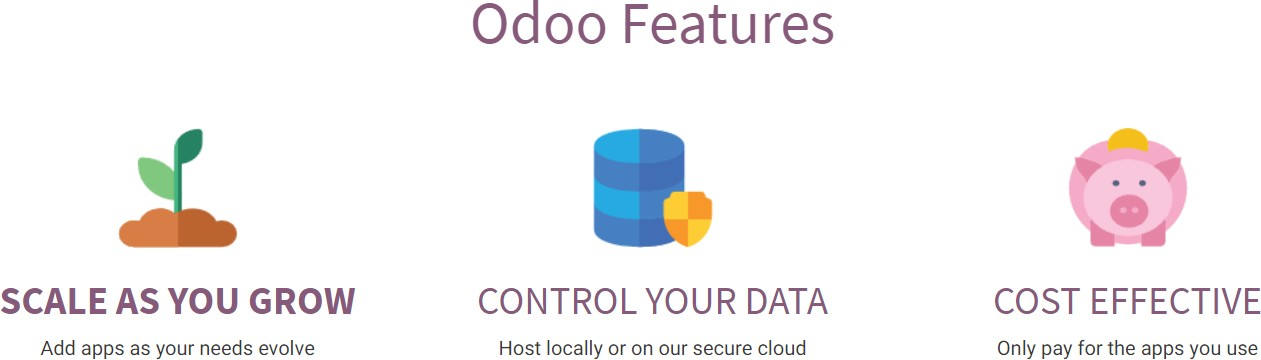 Odoo Features
SCALE AS YOU GROW
Add apps as your needs evolve
CONTROL YOUR DATA
Host locally or on our secure cloud
COST EFFECTIVE
Only pay for the apps you use